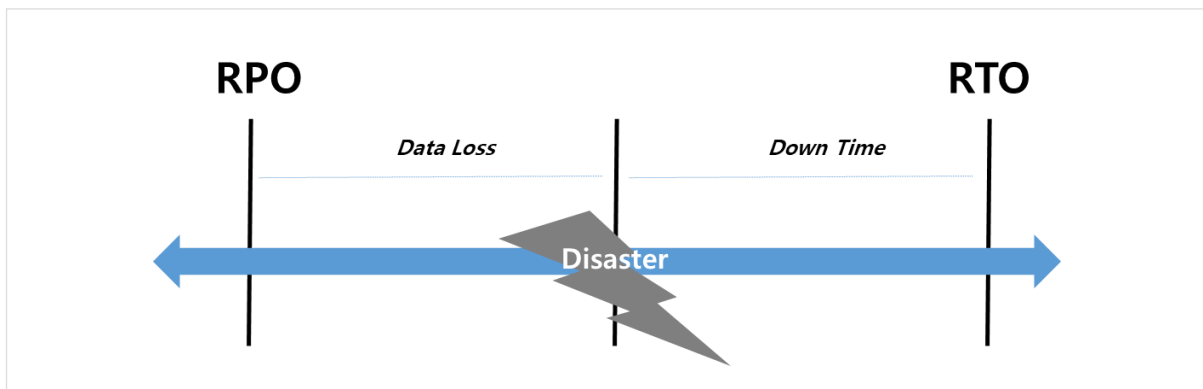 RPO
RTO
Data Loss
Down Time
Disaster